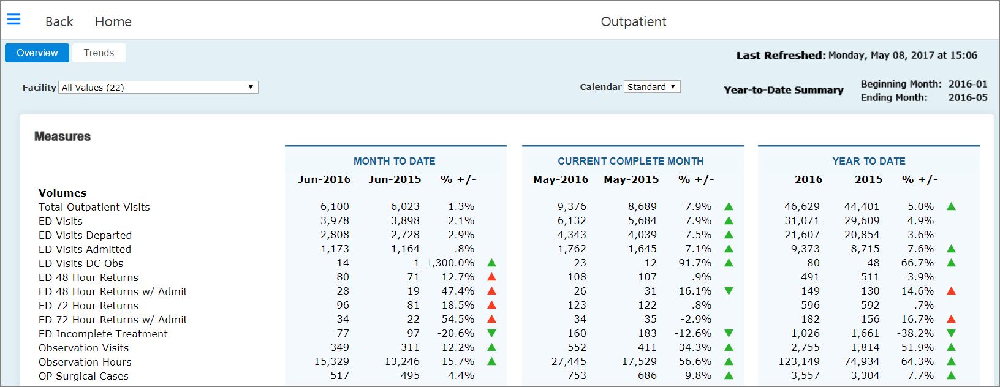 Back Home Outpatient
Overview Trends
Last Refreshed: Monday, May 08, 2017 at 15:06
Facility All Values (22) Calendar Standard Year-to-Date Summary Beginning Month: 2016-01
Ending Month: 2016-05
Measures
MONTH TO DATE CURRENT COMPLETE MONTH YEAR TO DATE
Jun-2016 Jun-2015 % +/- May-2016 May-2015 % +/- 2016 2015 % +/-
Volumes
Total Outpatient Visits 6,100 6,023 1.3% 9,376 8,689 7.9% 46,629 44,401 5.0%
ED Visits 3,978 3,898 2.1% 6,132 5,684 7.9% 31,071 29,609 4.9%
ED Visits Departed 2,808 2,728 2.9% 4,343 4,039 7.5% 21,607 20,854 3.6%
ED Visits Admitted 1,173 1,164 .8% 1,762 1,645 7.1% 9,373 8,715 7.6%
ED Visits DC Obs 14 1 1,300.0% 23 12 91.7% 80 48 66.7%
ED 48 Hour Returns 80 71 12.7% 108 107 .9% 491 511 -3.9%
ED 48 Hour Returns w/ Admit 28 19 47.4% 26 31 -16.1% 149 130 14.6%
ED 72 Hour Returns 96 81 18.5% 123 122 .8% 596 592 .7%
ED 72 Hour Returns w/ Admit 34 22 54.5% 34 35 -2.9% 182 156 16.7%
ED Incomplete Treatment 77 97 -20.6% 160 183 -12.6% 1,026 1,661 -38.2%
Observation Visits 349 311 12.2% 552 411 34.3% 2,755 1,814 51.9%
Observation Hours 15,329 13,246 15.7% 27,445 17,529 56.6% 123,149 74,934 64.3%
OP Surgical Cases 517 495 4.4% 753 686 9.8% 3,557 3,304 7.7%